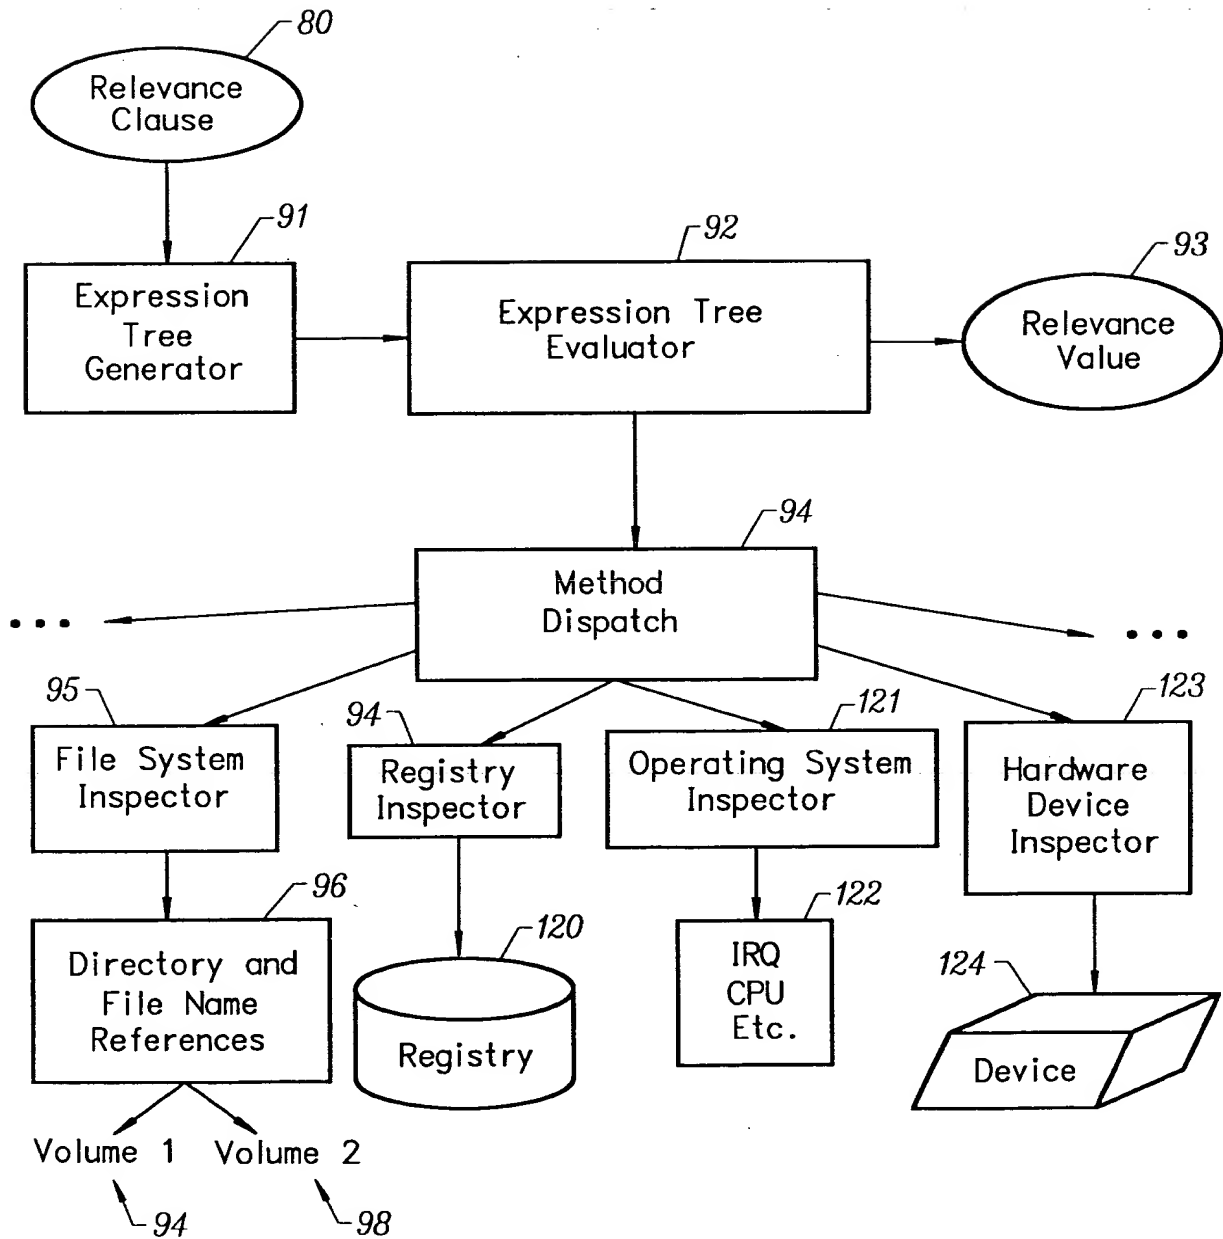 80
Relevance
Clause
91
92
93
Expression
Tree
Generator
Expression Tree
Evaluator
Relevance
Value
94
Method
Dispatch
• • •
• • •
95
94
121
123
File System
Inspector
Registry
Inspector
Operating System
Inspector
Hardware
Device
Inspector
96
120
122
124
Directory and
File Name
References
Registry
IRQ
CPU
Etc.
Device
Volume 1
Volume 2
94
98